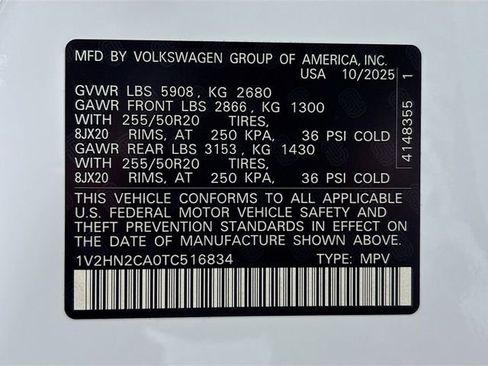 MFD BY VOLKSWAGEN GROUP OF AMERICA, INC.
USA 10/2025
GVWR LBS 5908, KG 2680
GAWR FRONT LBS 2866, KG 1300
WITH 255/50R20 TIRES,
8JX20 RIMS, AT 250 KPA, 36 PSI COLD
GAWR REAR LBS 3153, KG 1430
WITH 255/50R20 TIRES,
8JX20 RIMS, AT 250 KPA, 36 PSI COLD
THIS VEHICLE CONFORMS TO ALL APPLICABLE
U.S. FEDERAL MOTOR VEHICLE SAFETY AND
THEFT PREVENTION STANDARDS IN EFFECT ON
THE DATE OF MANUFACTURE SHOWN ABOVE.
1V2HN2CA0TC516834 TYPE: MPV
4148355 1